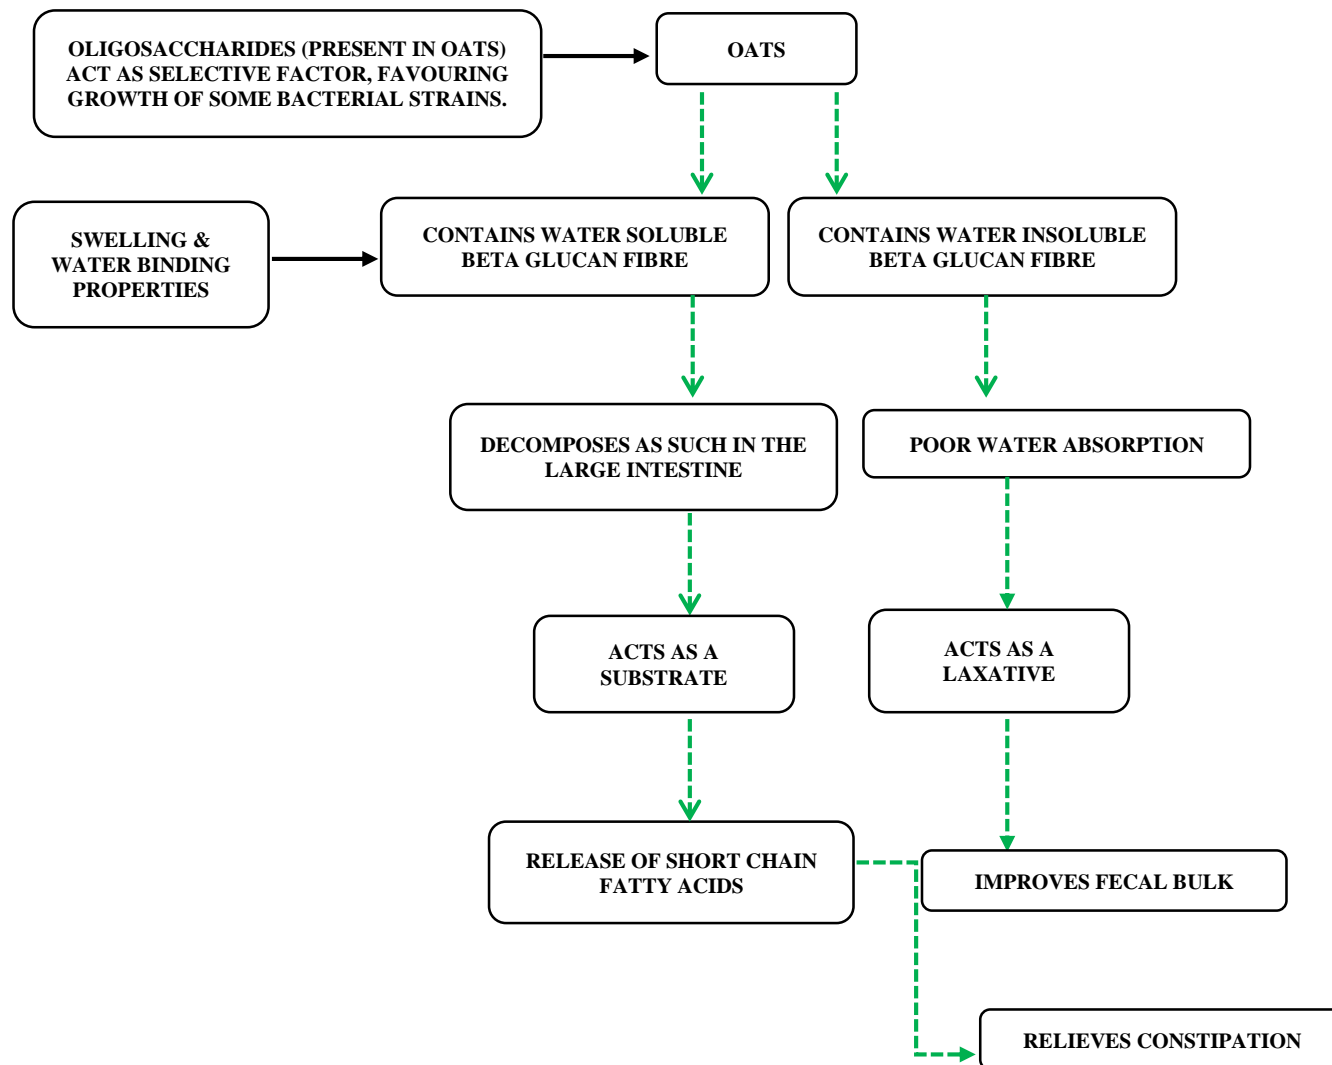 OLIGOSACCHARIDES (PRESENT IN OATS)
ACT AS SELECTIVE FACTOR, FAVOURING
GROWTH OF SOME BACTERIAL STRAINS.
OATS
SWELLING &
WATER BINDING
PROPERTIES
CONTAINS WATER SOLUBLE
BETA GLUCAN FIBRE
CONTAINS WATER INSOLUBLE
BETA GLUCAN FIBRE
DECOMPOSES AS SUCH IN THE
LARGE INTESTINE
POOR WATER ABSORPTION
ACTS AS A
SUBSTRATE
ACTS AS A
LAXATIVE
RELEASE OF SHORT CHAIN
FATTY ACIDS
IMPROVES FECAL BULK
RELIEVES CONSTIPATION